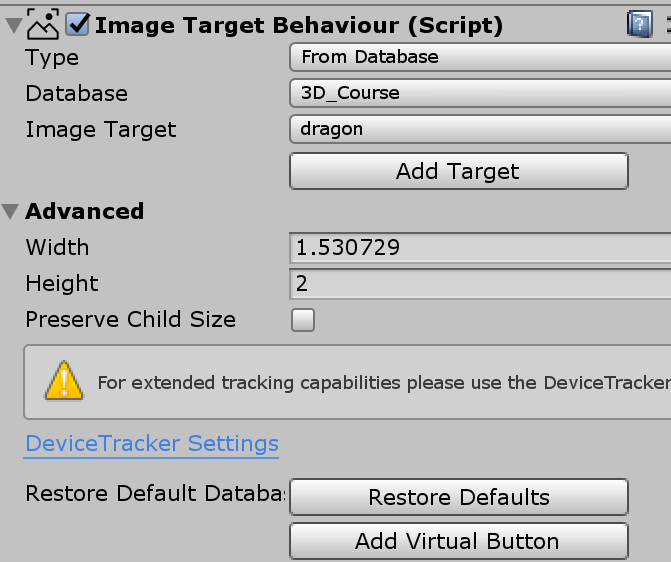 Image Target Behaviour (Script)
Type From Database
Database 3D_Course
Image Target dragon
Add Target
Advanced
Width 1.530729
Height 2
Preserve Child Size
For extended tracking capabilities please use the DeviceTracker
DeviceTracker Settings
Restore Default Databa Restore Defaults
Add Virtual Button